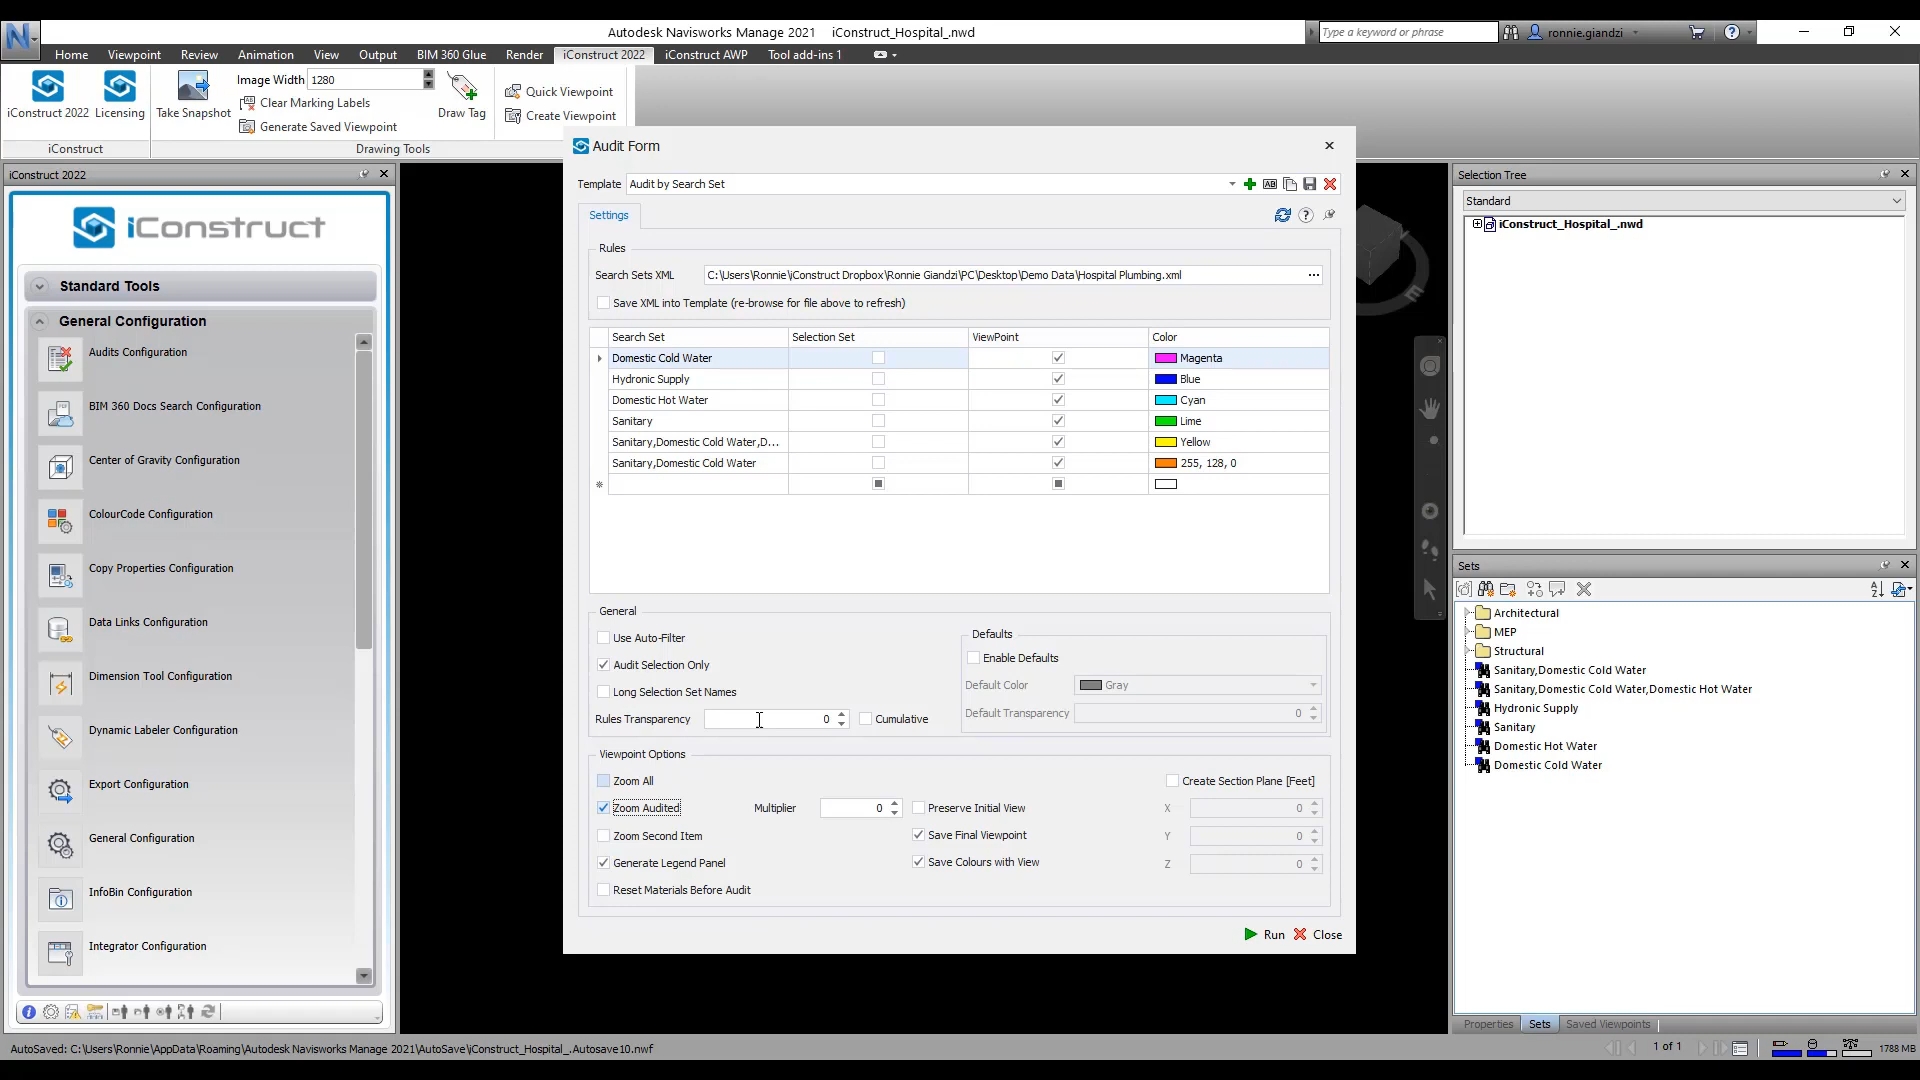 Autodesk Navisworks Manage 2021 iConstruct_Hospital_.nwd
Type a keyword or phrase
ronnie.giandzi
Home Viewpoint Review Animation View Output BIM 360 Glue Render iConstruct 2022 iConstruct AWP Tool add-ins 1
iConstruct 2022
Licensing
Take Snapshot
Image Width 1280
Clear Marking Labels
Generate Saved Viewpoint
Draw Tag
Quick Viewpoint
Create Viewpoint
iConstruct
Drawing Tools
iConstruct 2022
iConstruct
Standard Tools
General Configuration
Audits Configuration
BIM 360 Docs Search Configuration
Center of Gravity Configuration
ColourCode Configuration
Copy Properties Configuration
Data Links Configuration
Dimension Tool Configuration
Dynamic Labeler Configuration
Export Configuration
General Configuration
InfoBin Configuration
Integrator Configuration
Audit Form
Template Audit by Search Set
AB
Settings
Rules
Search Sets XML C:\Users\Ronnie\iConstruct Dropbox\Ronnie Giandzi\PC\Desktop\Demo Data\Hospital Plumbing.xml ...
Save XML into Template (re-browse for file above to refresh)
Search Set Selection Set ViewPoint Color
Domestic Cold Water Magenta
Hydronic Supply Blue
Domestic Hot Water Cyan
Sanitary Lime
Sanitary,Domestic Cold Water,D... Yellow
Sanitary,Domestic Cold Water 255, 128, 0
General
Use Auto-Filter
Audit Selection Only
Long Selection Set Names
Rules Transparency 0 Cumulative
Defaults
Enable Defaults
Default Color Gray
Default Transparency 0
Viewpoint Options
Zoom All
Zoom Audited Multiplier 0
Zoom Second Item
Generate Legend Panel
Reset Materials Before Audit
Preserve Initial View
Save Final Viewpoint
Save Colours with View
Create Section Plane [Feet]
X 0
Y 0
Z 0
Run Close
E
Selection Tree
Standard
iConstruct_Hospital_.nwd
Sets
Architectural
MEP
Structural
Sanitary,Domestic Cold Water
Sanitary,Domestic Cold Water,Domestic Hot Water
Hydronic Supply
Sanitary
Domestic Hot Water
Domestic Cold Water
Properties Sets Saved Viewpoints
AutoSaved: C:\Users\Ronnie\AppData\Roaming\Autodesk Navisworks Manage 2021\AutoSave\iConstruct_Hospital_.Autosave10.nwf
1 of 1
1788 MB